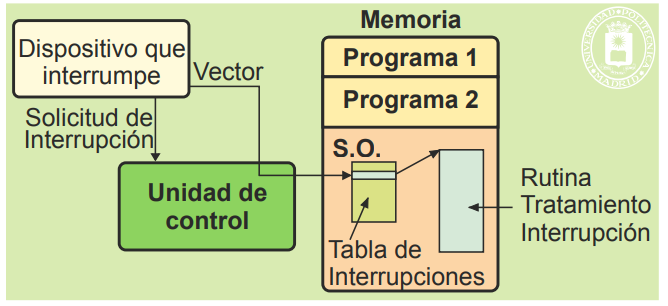 Memoria
Dispositivo que
interrumpe
Vector
Programa 1
Programa 2
Solicitud de
Interrupción
S.O.
Unidad de
control
Rutina
Tratamiento
Interrupción
Tabla de
Interrupciones
UNIVERSIDAD POLITÉCNICA
MADRID